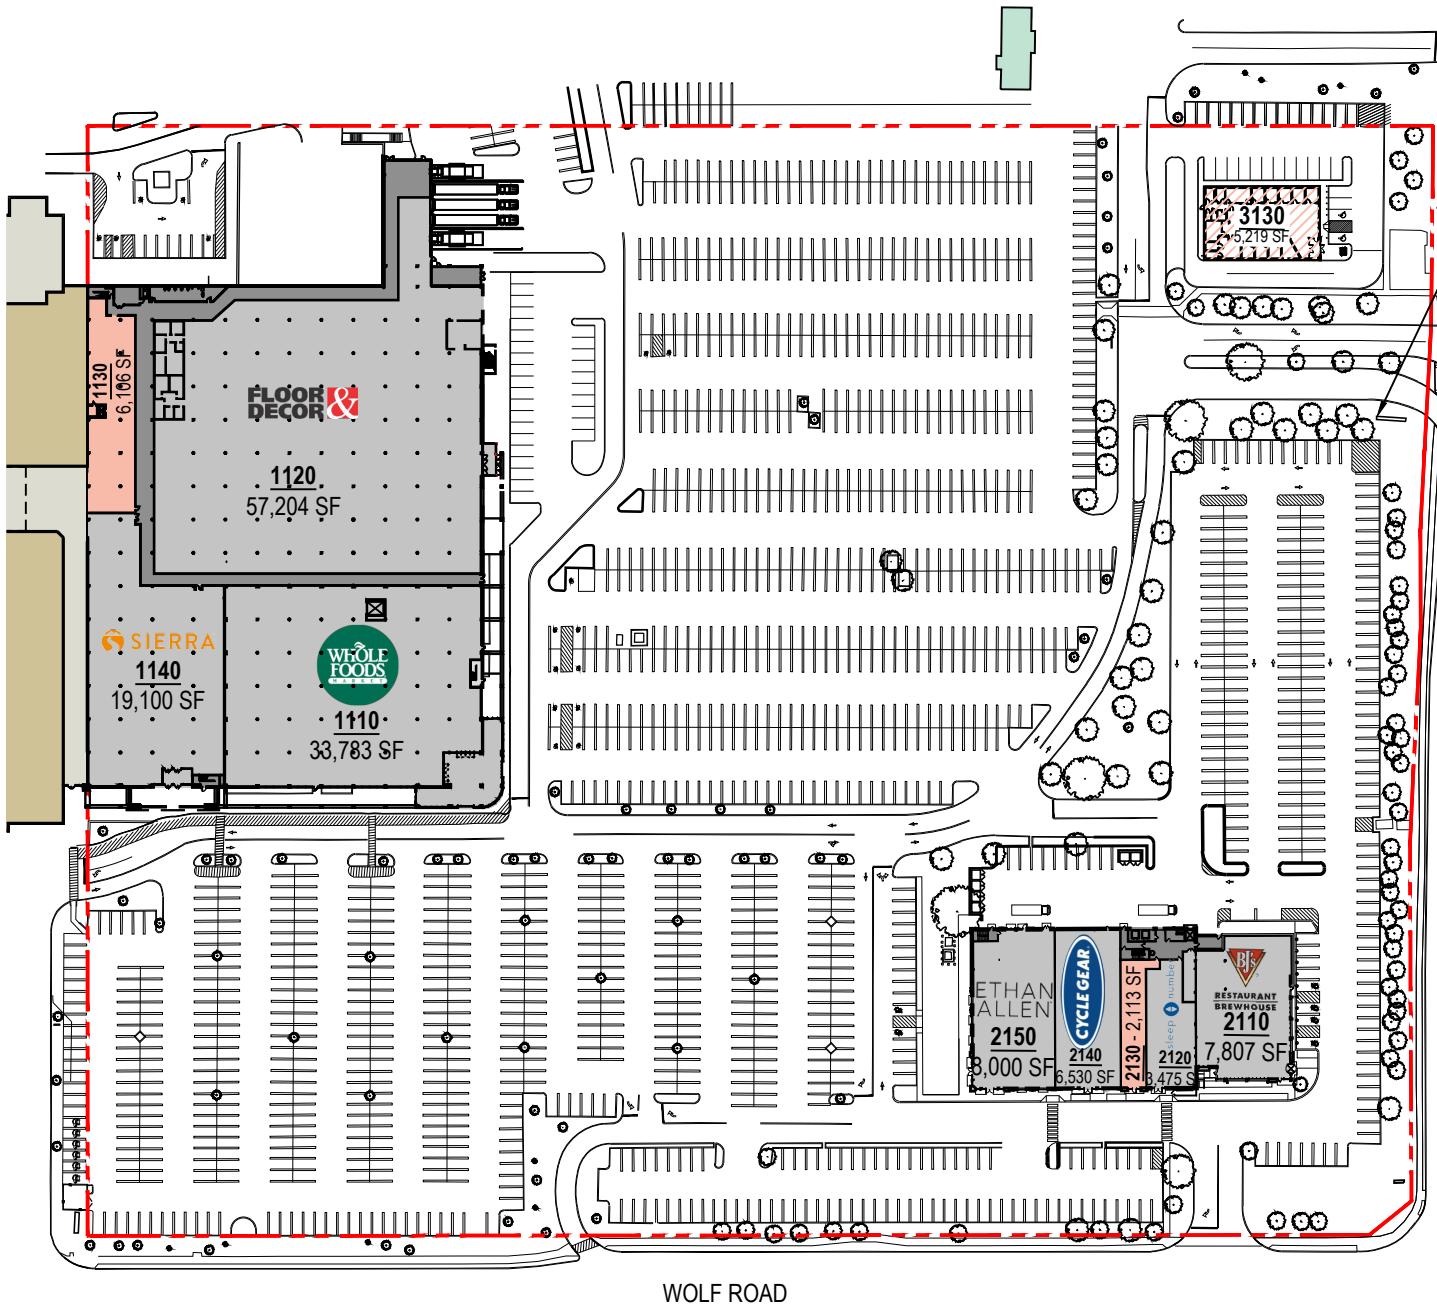 3130
5,219 SF
1130
6,166 SF
FLOOR
& DECOR
1120
57,204 SF
SIERRA
1140
19,100 SF
WHOLE
FOODS
MARKET
1110
33,783 SF
ETHAN
ALLEN
2150
8,000 SF
CYCLE GEAR
2140
6,530 SF
2130 - 2,113 SF
sleep number
2120
3,475 S
BJ's
RESTAURANT
BREWHOUSE
2110
7,807 SF
WOLF ROAD